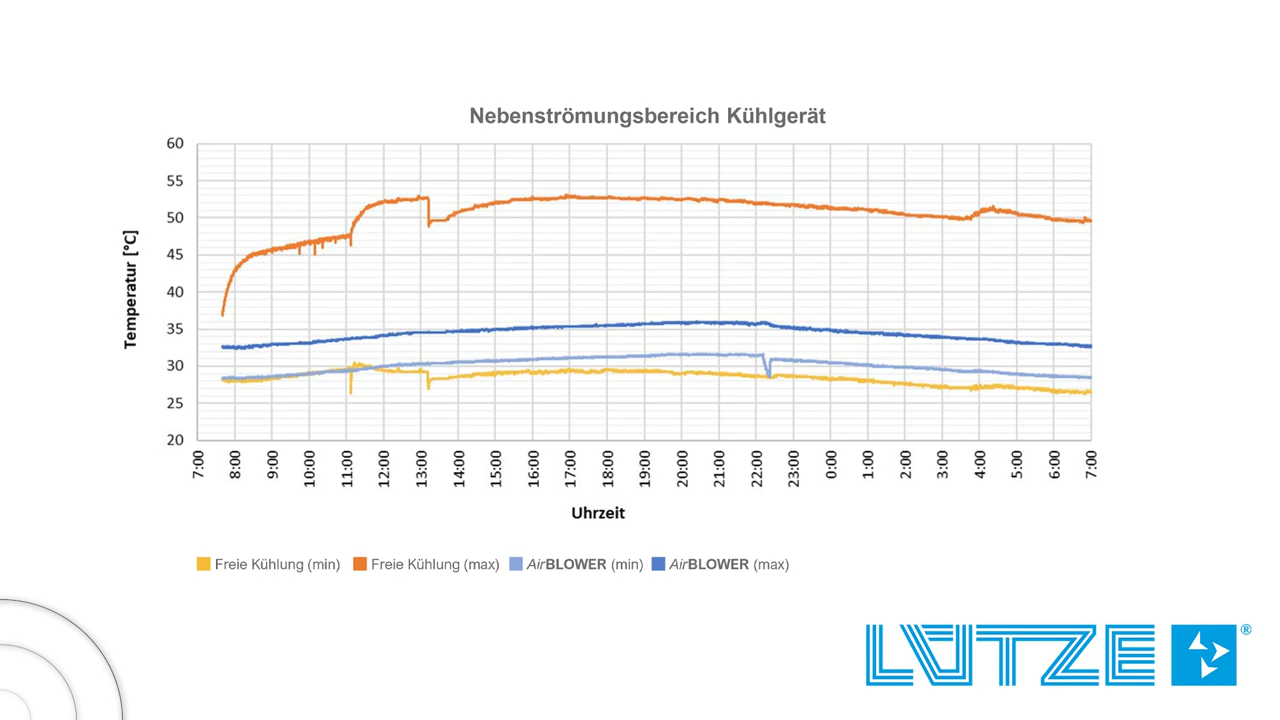 Nebenströmungsbereich Kühlgerät
60
55
50
45
40
35
30
25
20
Temperatur [°C]
7:00 8:00 9:00 10:00 11:00 12:00 13:00 14:00 15:00 16:00 17:00 18:00 19:00 20:00 21:00 22:00 23:00 0:00 1:00 2:00 3:00 4:00 5:00 6:00 7:00
Uhrzeit
Freie Kühlung (min) Freie Kühlung (max) AirBLOWER (min) AirBLOWER (max)
LÜTZE ®